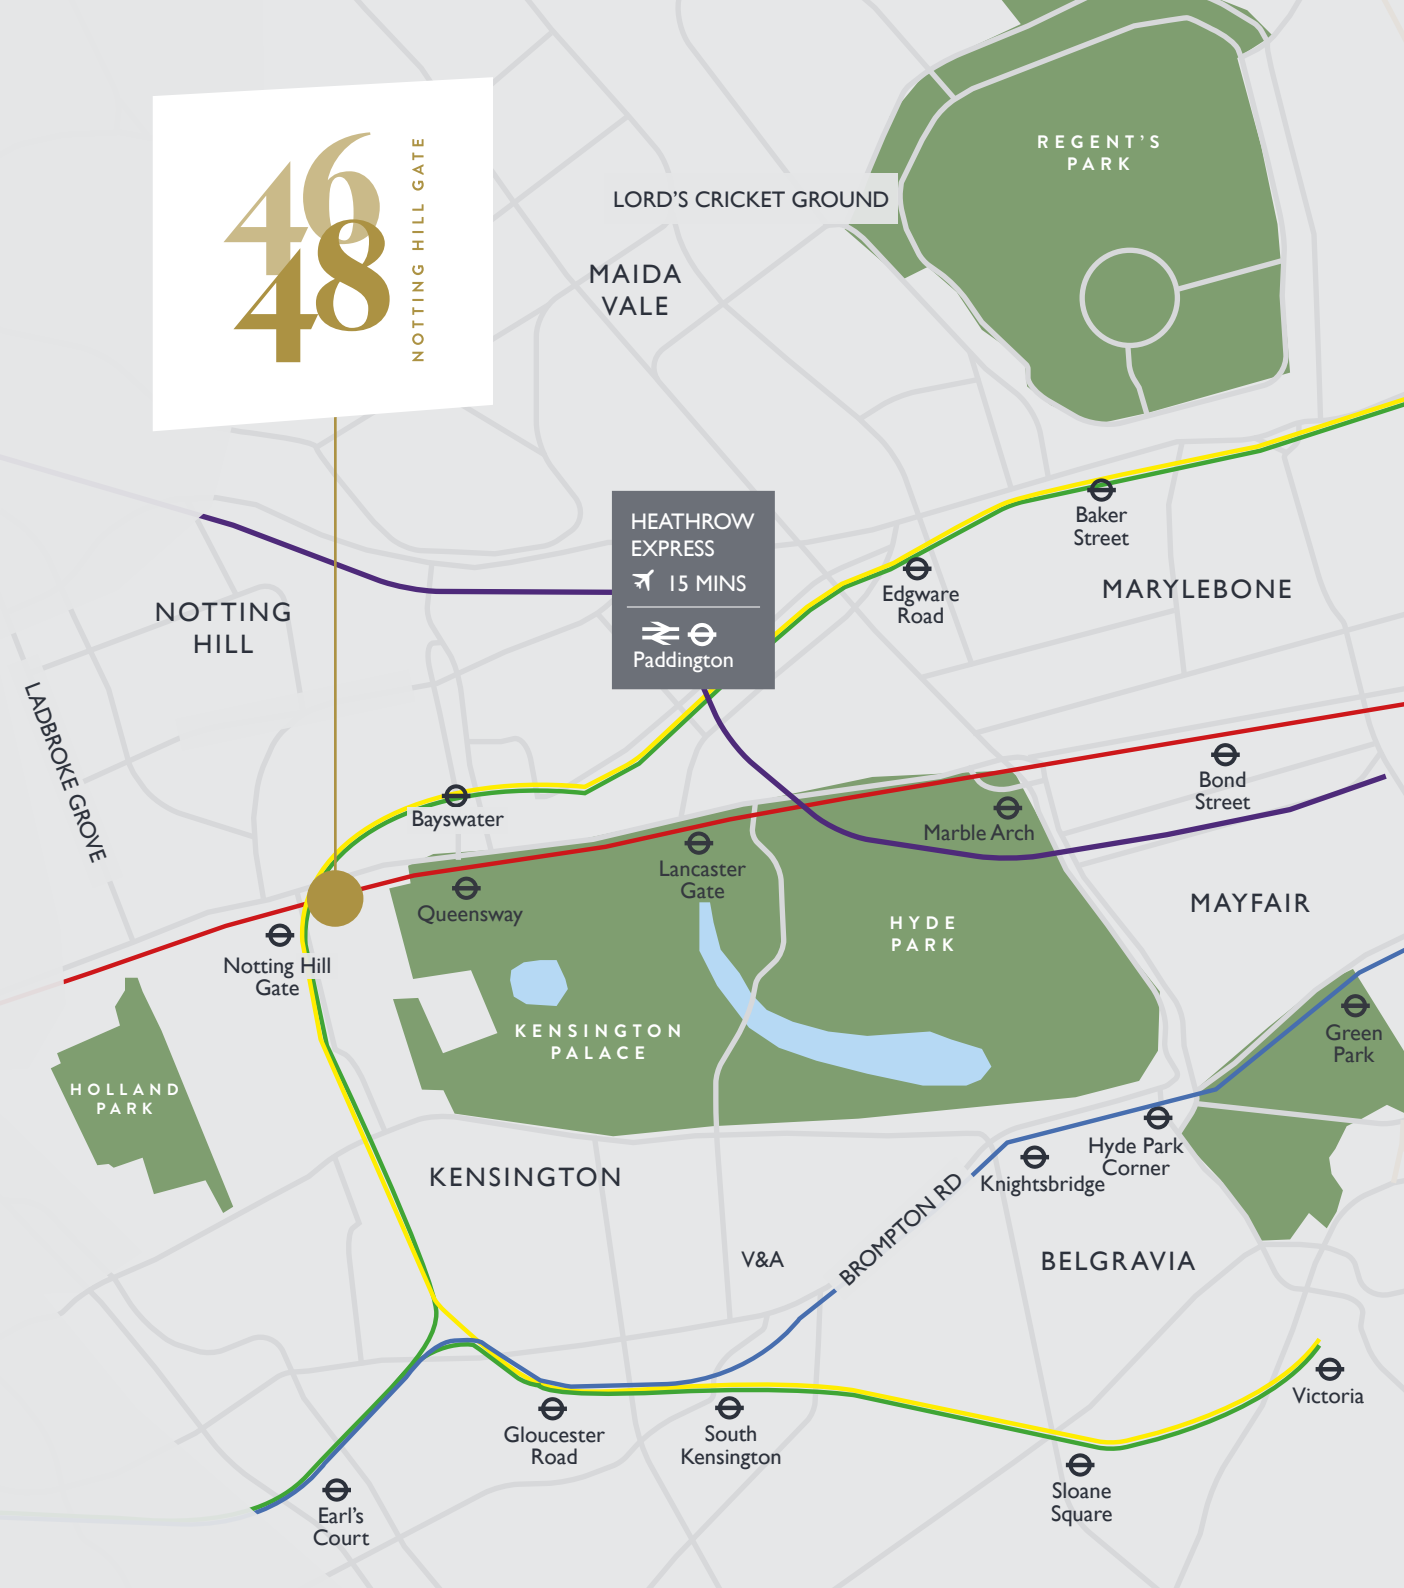 REGENT'S
PARK
46
48
NOTTING HILL GATE
LORD'S CRICKET GROUND
MAIDA
VALE
HEATHROW
EXPRESS
15 MINS
Paddington
Baker
Street
Edgware
Road
MARYLEBONE
NOTTING
HILL
LADBROKE GROVE
Bayswater
Bond
Street
Marble Arch
Lancaster
Gate
Queensway
MAYFAIR
HYDE
PARK
Notting Hill
Gate
KENSINGTON
PALACE
Green
Park
HOLLAND
PARK
Hyde Park
Corner
Knightsbridge
KENSINGTON
BROMPTON RD
V&A
BELGRAVIA
Victoria
Gloucester
Road
South
Kensington
Sloane
Square
Earl's
Court